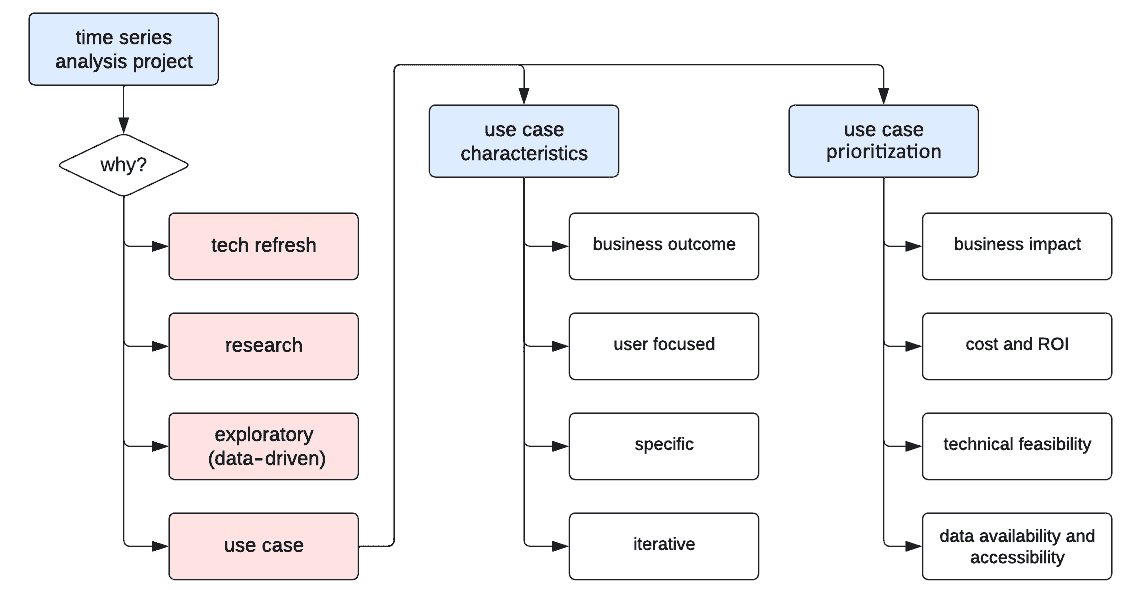 time series
analysis project
why?
tech refresh
research
exploratory
(data-driven)
use case
use case
characteristics
business outcome
user focused
specific
iterative
use case
prioritization
business impact
cost and ROI
technical feasibility
data availability and
accessibility